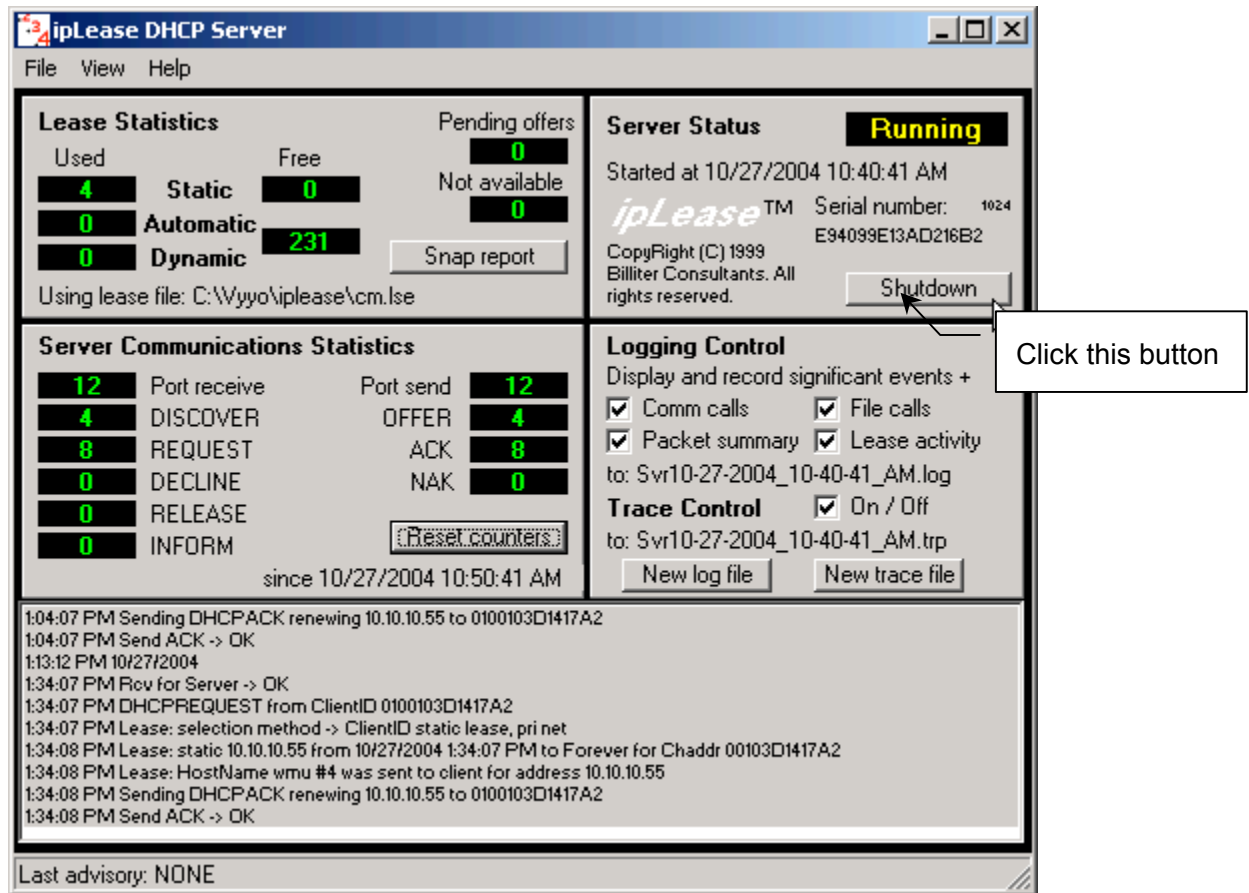 ipLease DHCP Server
File View Help
Lease Statistics
Pending offers
Used Free
0
4 Static 0
Not available
0 Automatic 0
231
0 Dynamic
Snap report
Using lease file: C:\Vyyo\iplease\cm.lse
Server Status Running
Started at 10/27/2004 10:40:41 AM
ipLease™ Serial number: 1024
E94099E13AD216B2
CopyRight (C) 1999
Billiter Consultants. All
rights reserved.
Shutdown
Click this button
Server Communications Statistics
12 Port receive Port send 12
4 DISCOVER OFFER 4
8 REQUEST ACK 8
0 DECLINE NAK 0
0 RELEASE
0 INFORM
Reset counters
since 10/27/2004 10:50:41 AM
Logging Control
Display and record significant events +
Comm calls File calls
Packet summary Lease activity
to: Svr10-27-2004_10-40-41_AM.log
Trace Control On / Off
to: Svr10-27-2004_10-40-41_AM.trp
New log file New trace file
1:04:07 PM Sending DHCPACK renewing 10.10.10.55 to 0100103D1417A2
1:04:07 PM Send ACK -> OK
1:13:12 PM 10/27/2004
1:34:07 PM Rcv for Server -> OK
1:34:07 PM DHCPREQUEST from ClientID 0100103D1417A2
1:34:07 PM Lease: selection method -> ClientID static lease, pri net
1:34:08 PM Lease: static 10.10.10.55 from 10/27/2004 1:34:07 PM to Forever for Chaddr 00103D1417A2
1:34:08 PM Lease: HostName wmu #4 was sent to client for address 10.10.10.55
1:34:08 PM Sending DHCPACK renewing 10.10.10.55 to 0100103D1417A2
1:34:08 PM Send ACK -> OK
Last advisory: NONE